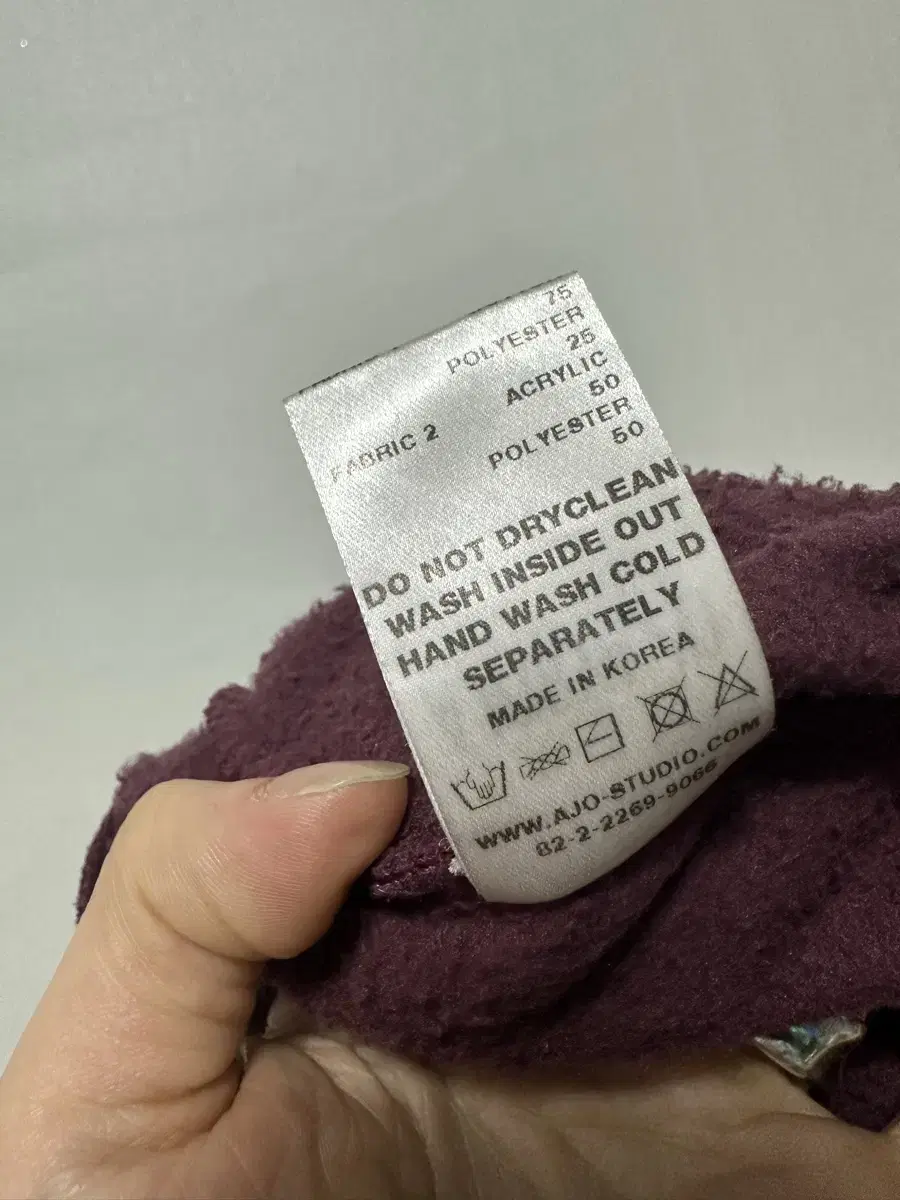 75
POLYESTER
25
ACRYLIC
50
FABRIC 2
POLYESTER
50
DO NOT DRYCLEAN
WASH INSIDE OUT
HAND WASH COLD
SEPARATELY
MADE IN KOREA
WWW.AJO-STUDIO.COM
82-2-2269-9066